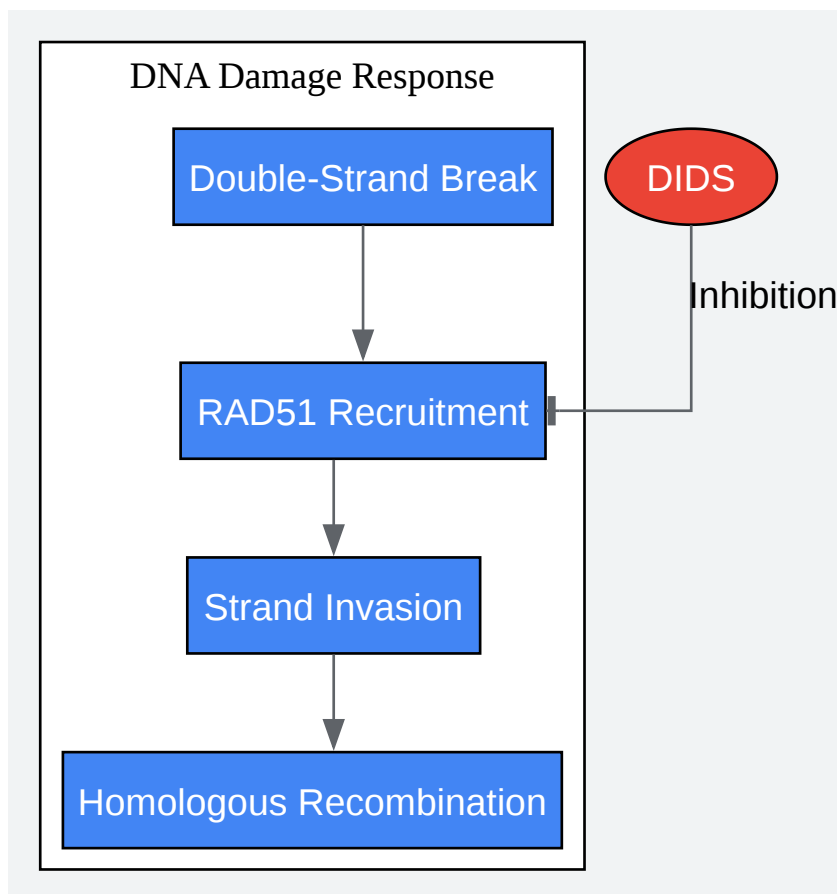 DNA Damage Response
Double-Strand Break
DIDS
Inhibition
RAD51 Recruitment
Strand Invasion
Homologous Recombination